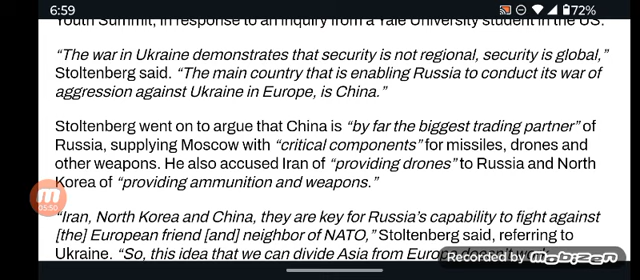 6:59
72%
Youth Summit, in response to an inquiry from a Yale University student in the US.
“The war in Ukraine demonstrates that security is not regional, security is global,”
Stoltenberg said. “The main country that is enabling Russia to conduct its war of
aggression against Ukraine in Europe, is China.”
Stoltenberg went on to argue that China is “by far the biggest trading partner” of
Russia, supplying Moscow with “critical components” for missiles, drones and
other weapons. He also accused Iran of “providing drones” to Russia and North
Korea of “providing ammunition and weapons.”
05:50
“Iran, North Korea and China, they are key for Russia’s capability to fight against
[the] European friend [and] neighbor of NATO,” Stoltenberg said, referring to
Ukraine. “So, this idea that we can divide Asia from Europe doesn’t work
Recorded by mobizen